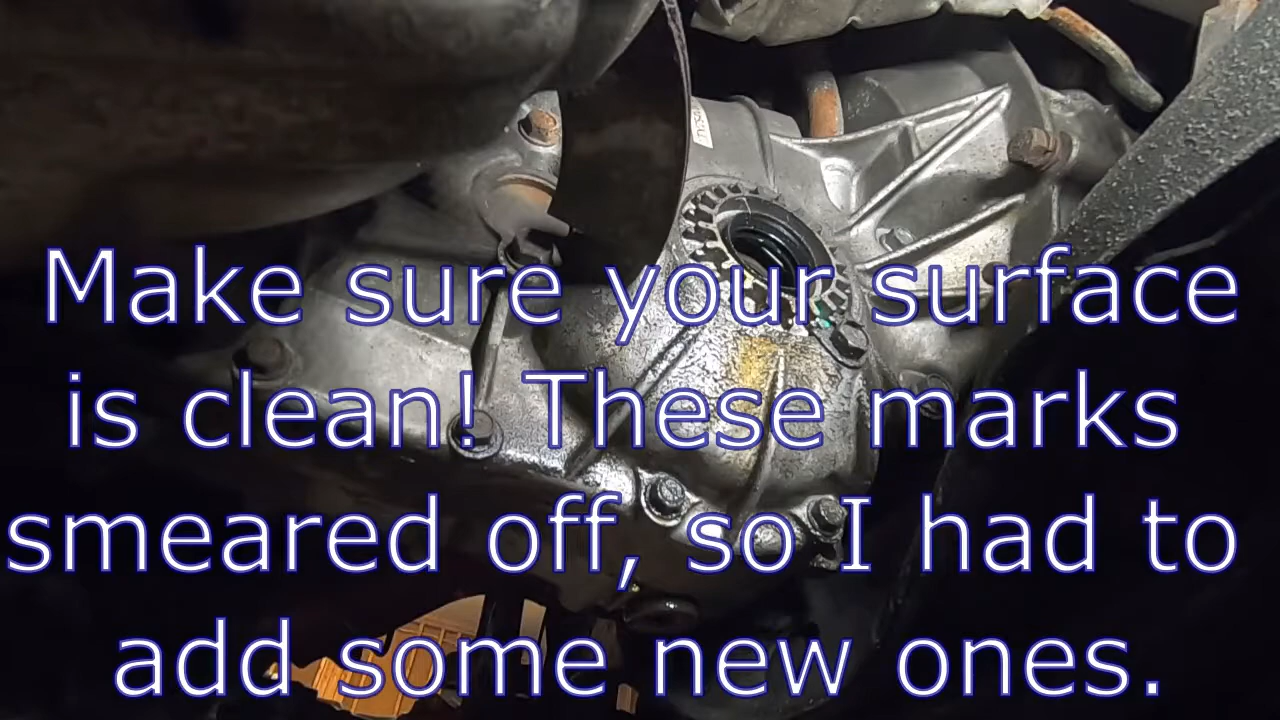 Make sure your surface
is clean! These marks
smeared off, so I had to
add some new ones.